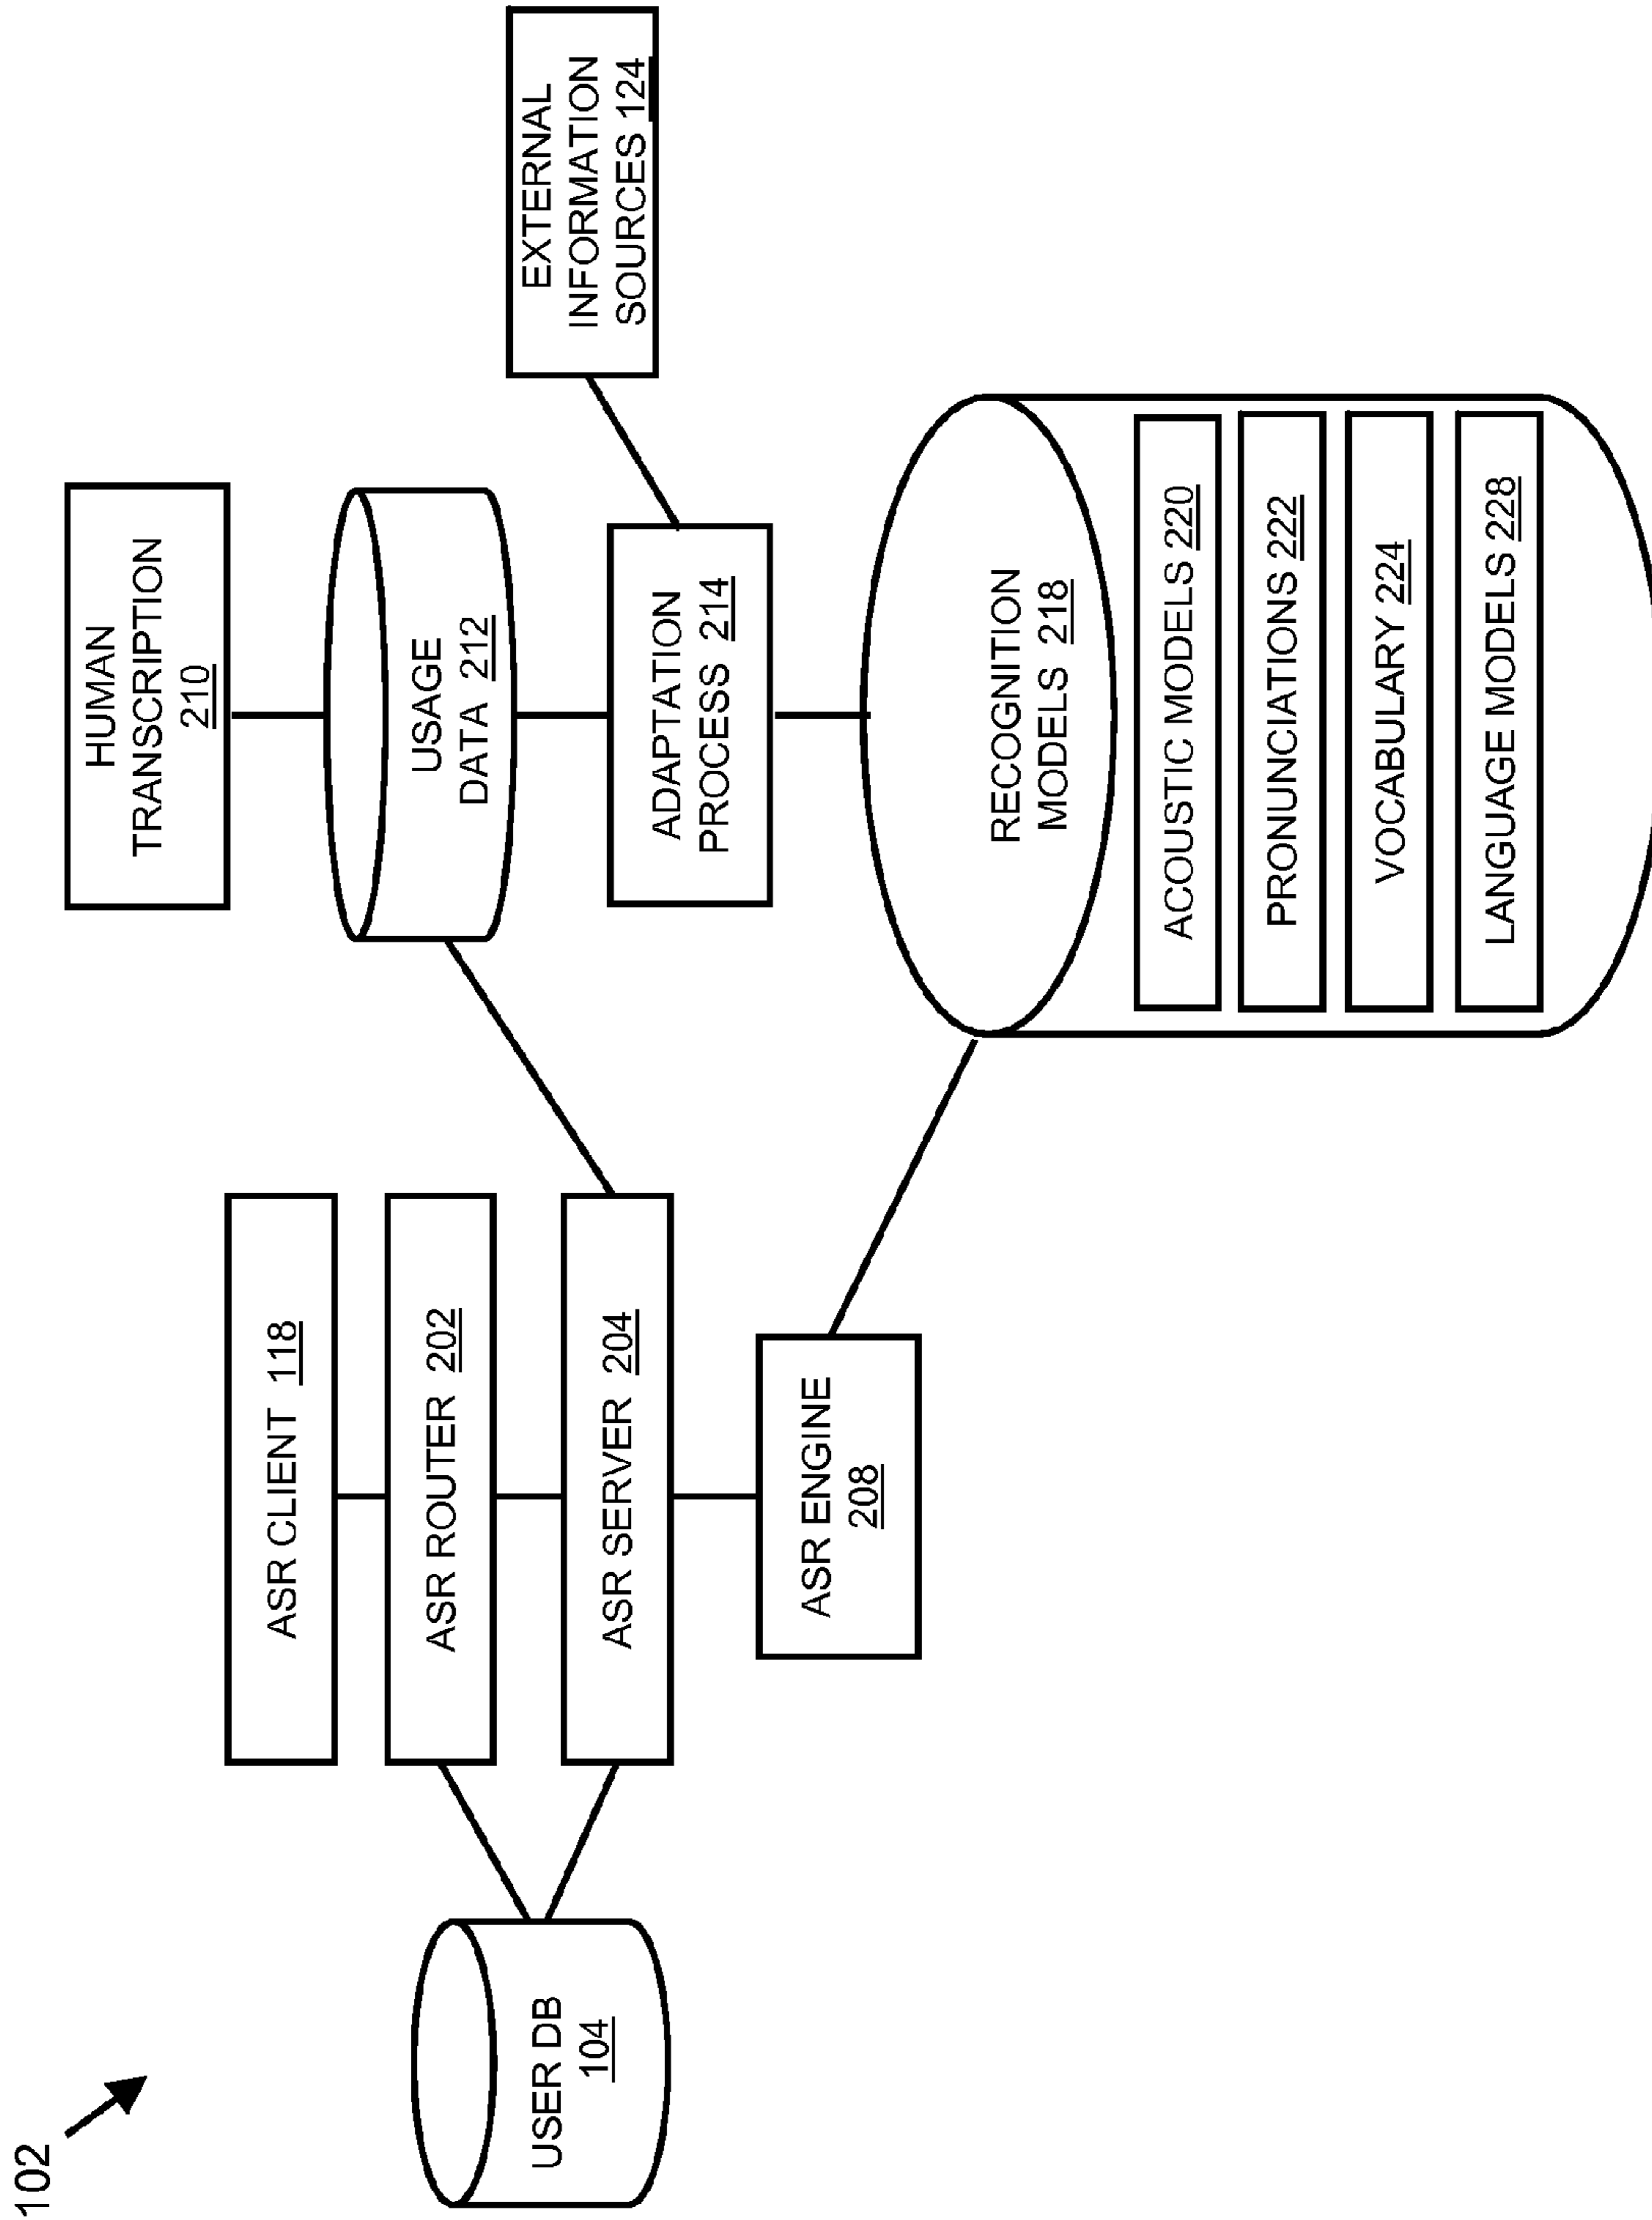 102
USER DB
104
ASR CLIENT 118
ASR ROUTER 202
ASR SERVER 204
ASR ENGINE
208
HUMAN
TRANSCRIPTION
210
USAGE
DATA 212
ADAPTATION
PROCESS 214
EXTERNAL
INFORMATION
SOURCES 124
RECOGNITION
MODELS 218
ACOUSTIC MODELS 220
PRONUNCIATIONS 222
VOCABULARY 224
LANGUAGE MODELS 228